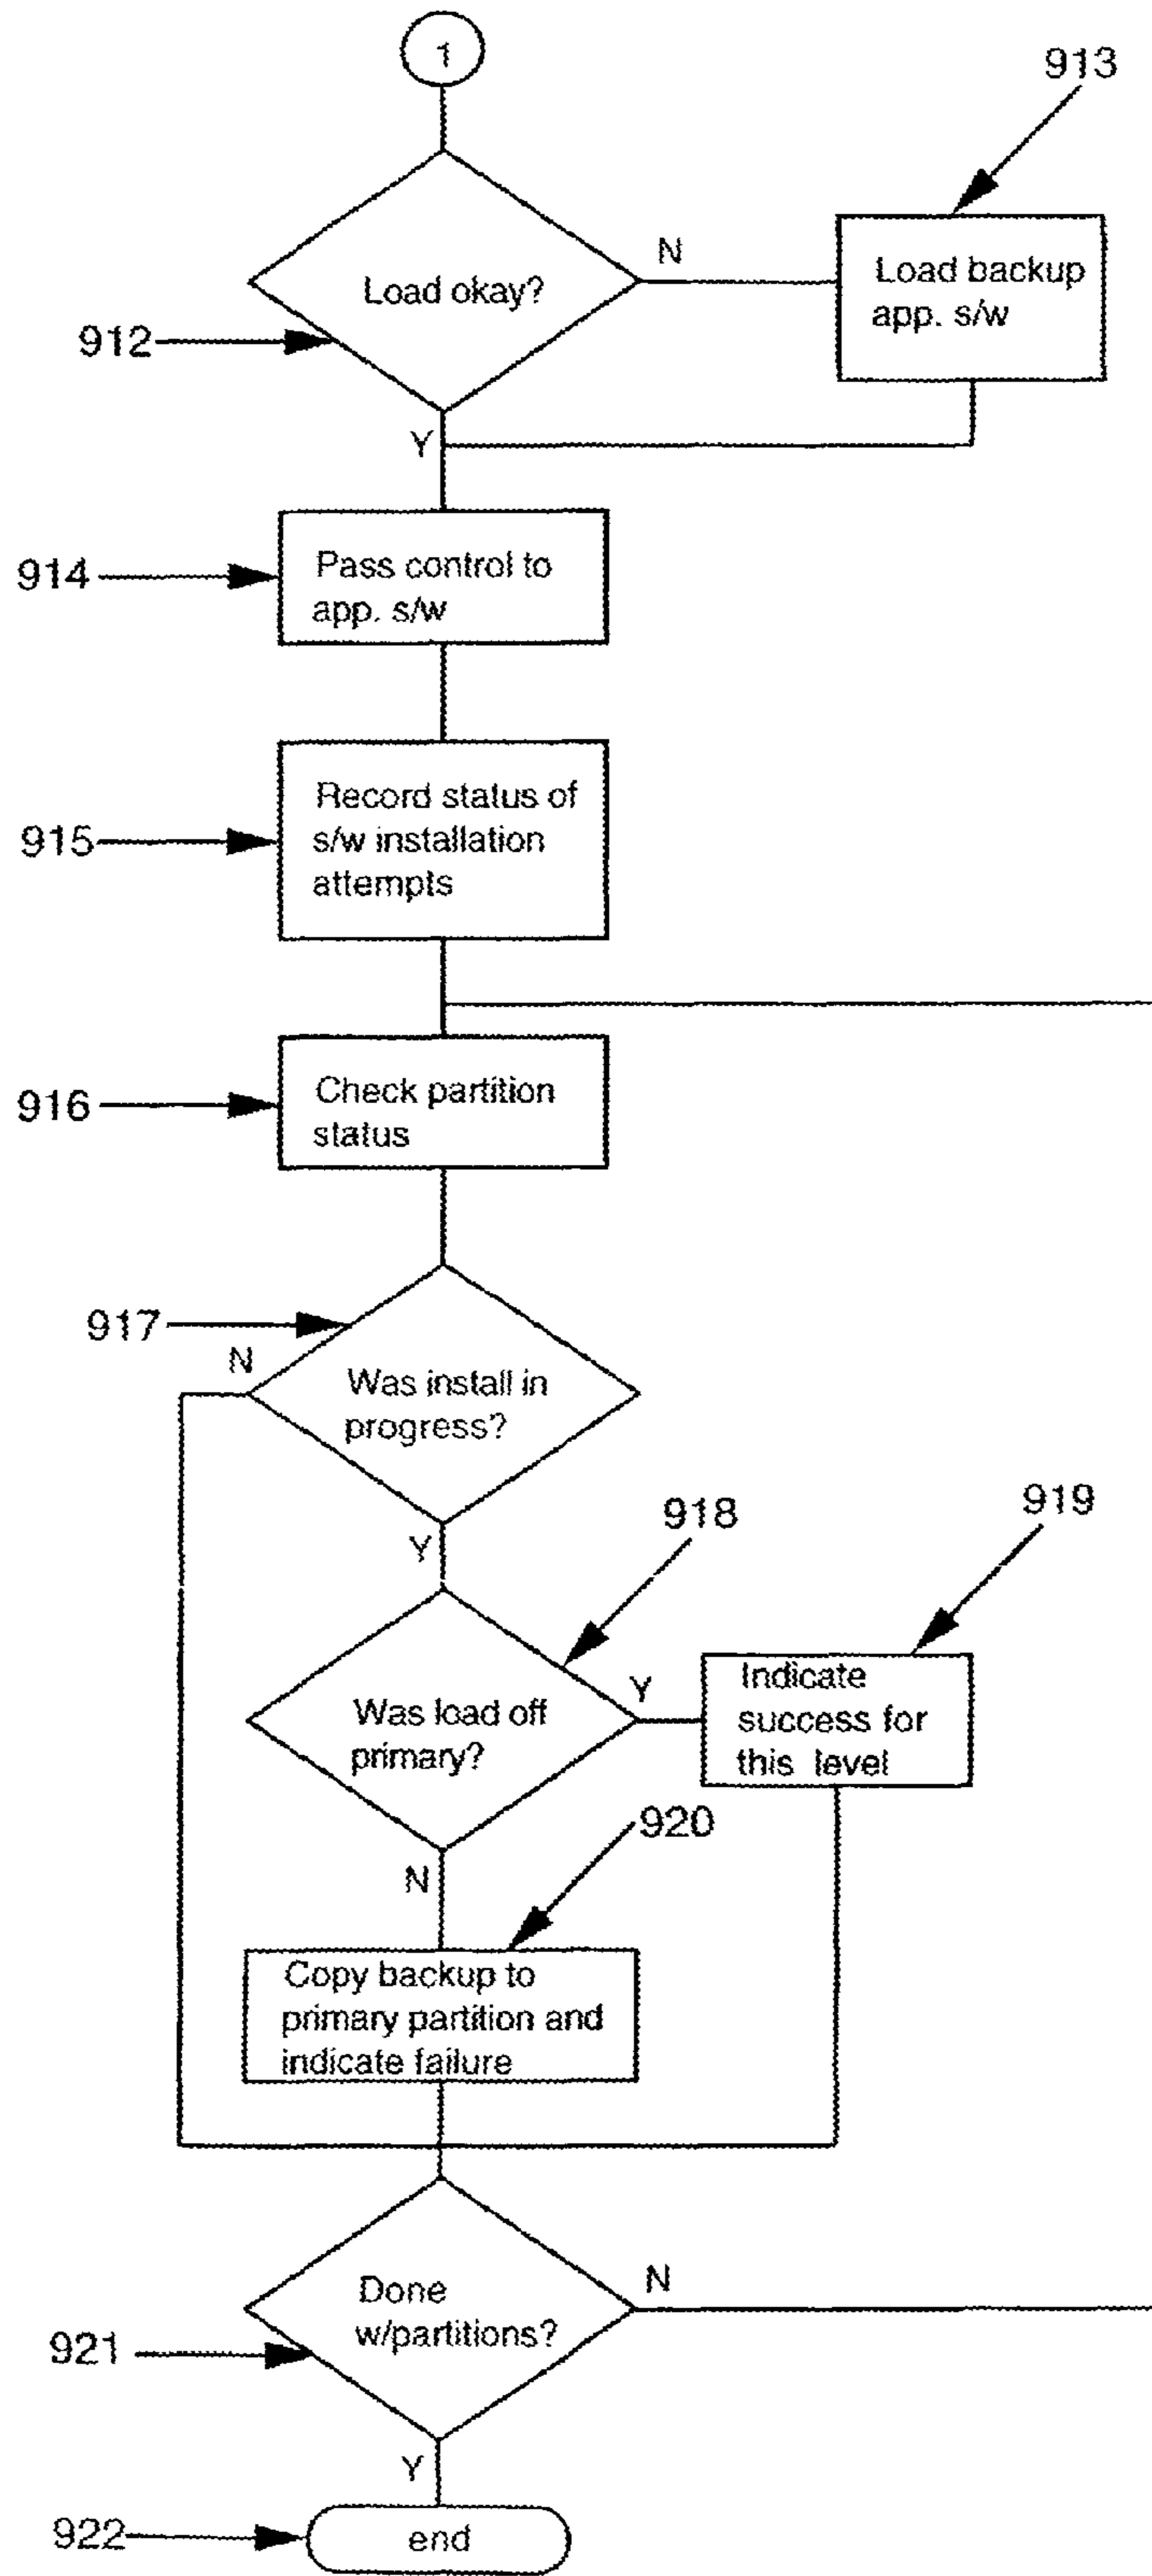 1
913
N
Load okay?
Load backup
app. s/w
912
Y
914
Pass control to
app. s/w
915
Record status of
s/w installation
attempts
916
Check partition
status
917
N
Was install in
progress?
Y
918
919
Was load off
primary?
Y
Indicate
success for
this level
920
N
Copy backup to
primary partition and
indicate failure
Done
w/partitions?
N
921
Y
922
end